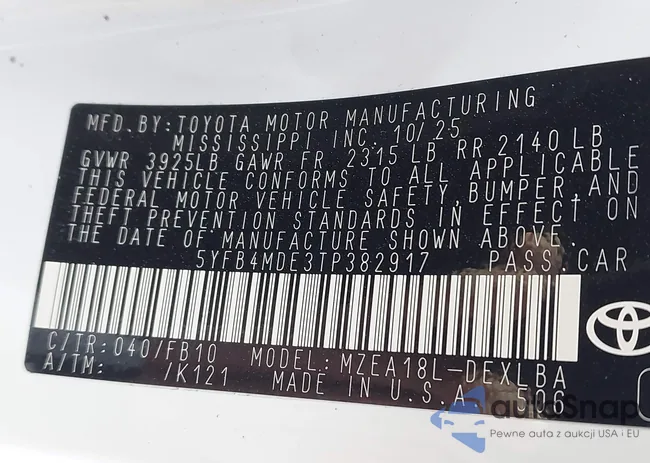 MFD.BY:TOYOTA MOTOR MANUFACTURING
MISSISSIPPI INC. 10/25
GVWR 3925LB GAWR FR 2315 LB RR 2140 LB
THIS VEHICLE CONFORMS TO ALL APPLICABLE
FEDERAL MOTOR VEHICLE SAFETY,BUMPER,AND
THEFT PREVENTION STANDARDS IN EFFECT ON
THE DATE OF MANUFACTURE SHOWN ABOVE.
5YFB4MDE3TP382917 PASS.CAR
C/TR:040/FB10 MODEL:MZEA18L-DEXLBA
A/TM: /K121 MADE IN U.S.A. 506
autoSnap
Pewne auta z aukcji USA i EU